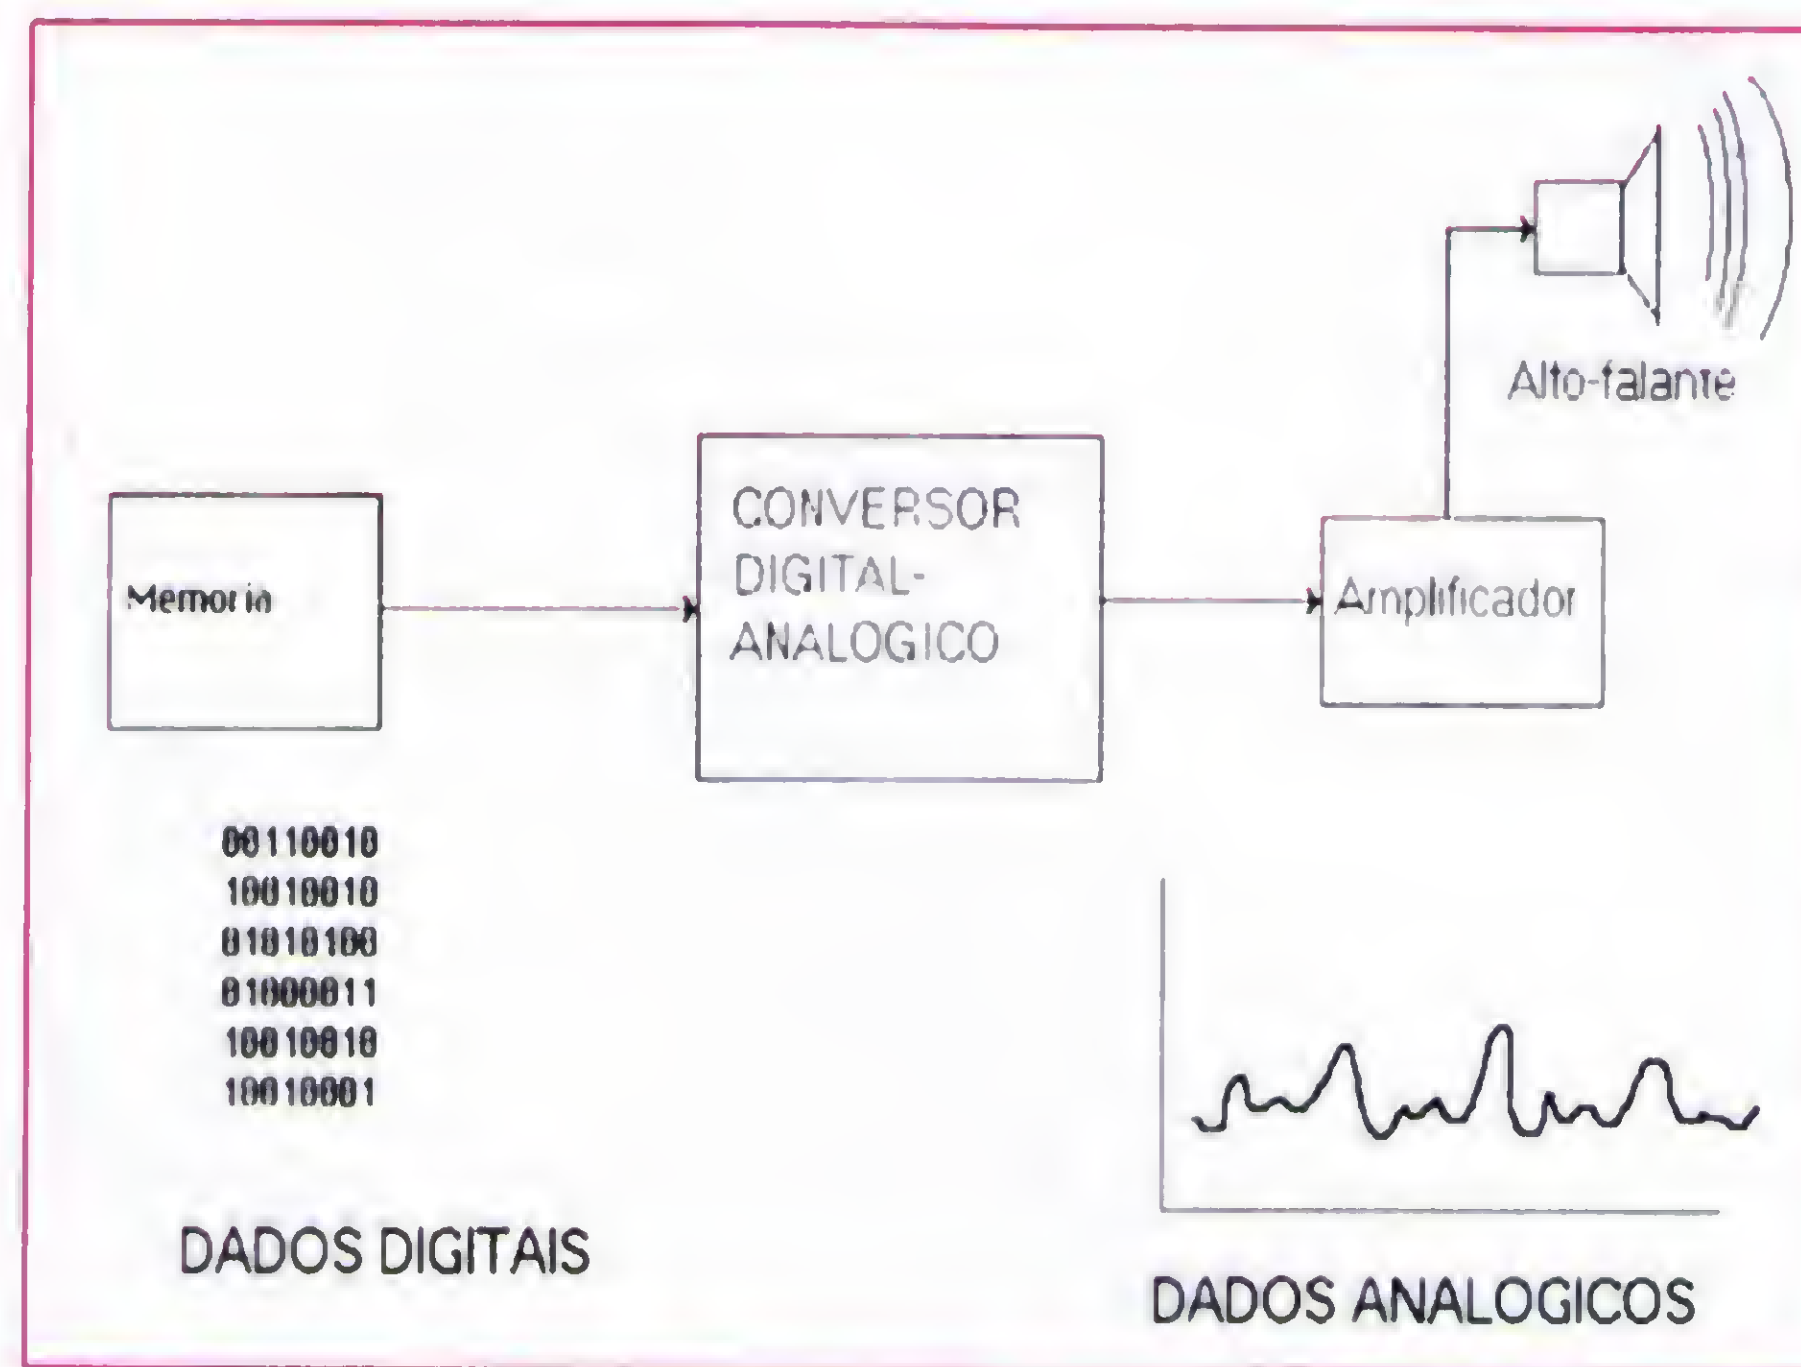 Alto-falante
CONVERSOR
DIGITAL-
ANALOGICO
Memoria
Amplificador
00110010
10010010
01010100
01000011
10010010
10010001
DADOS DIGITAIS
DADOS ANALOGICOS